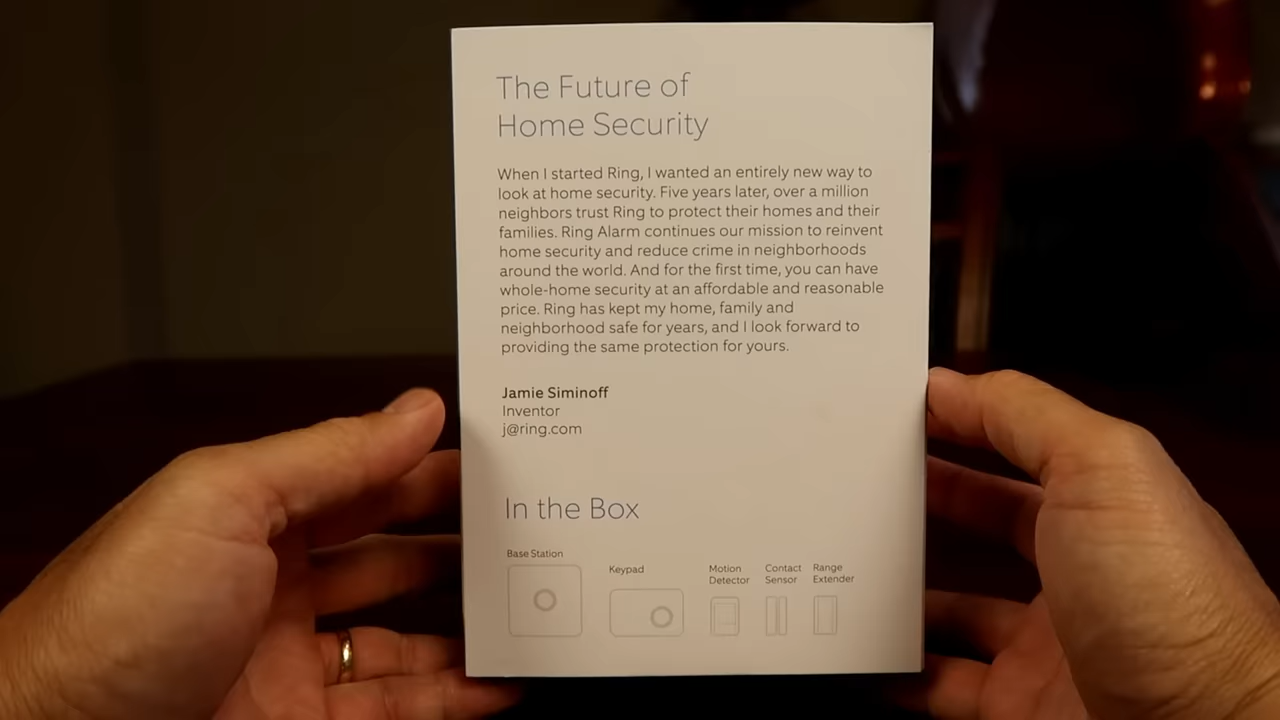 The Future of
Home Security
When I started Ring, I wanted an entirely new way to
look at home security. Five years later, over a million
neighbors trust Ring to protect their homes and their
families. Ring Alarm continues our mission to reinvent
home security and reduce crime in neighborhoods
around the world. And for the first time, you can have
whole-home security at an affordable and reasonable
price. Ring has kept my home, family and
neighborhood safe for years, and I look forward to
providing the same protection for yours.
Jamie Siminoff
Inventor
j@ring.com
In the Box
Base Station
Keypad
Motion
Detector
Contact
Sensor
Range
Extender